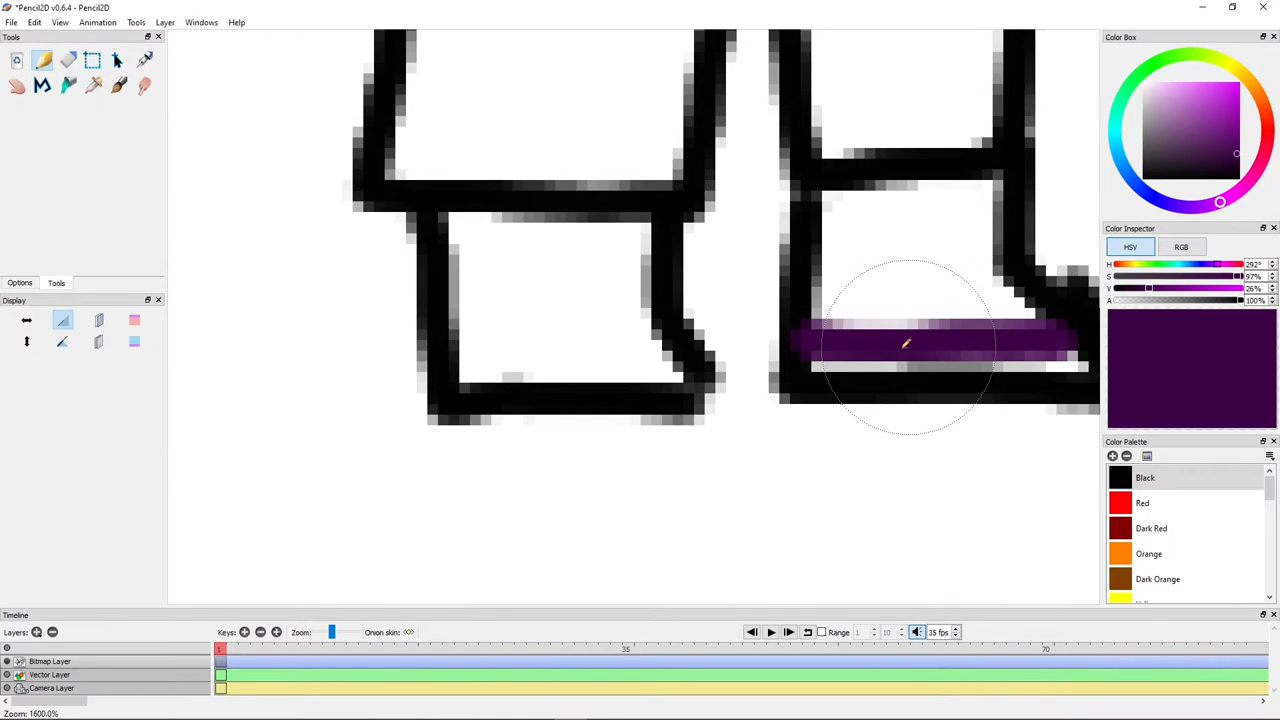 *Pencil2D - Pencil2D v0.6.4
File Edit View Animation Tools Layer Windows Help
Tools
Color Box
Color Inspector
HSV RGB
H 292°
S 97%
V 26%
A 100%
Options Tools
Display
Color Palette
Black
Red
Dark Red
Orange
Dark Orange
Timeline
Layers: Keys: Zoom: Onion skin: Range 1 10 35 fps
1 35 70
Bitmap Layer
Vector Layer
Camera Layer
Zoom: 1600.0%